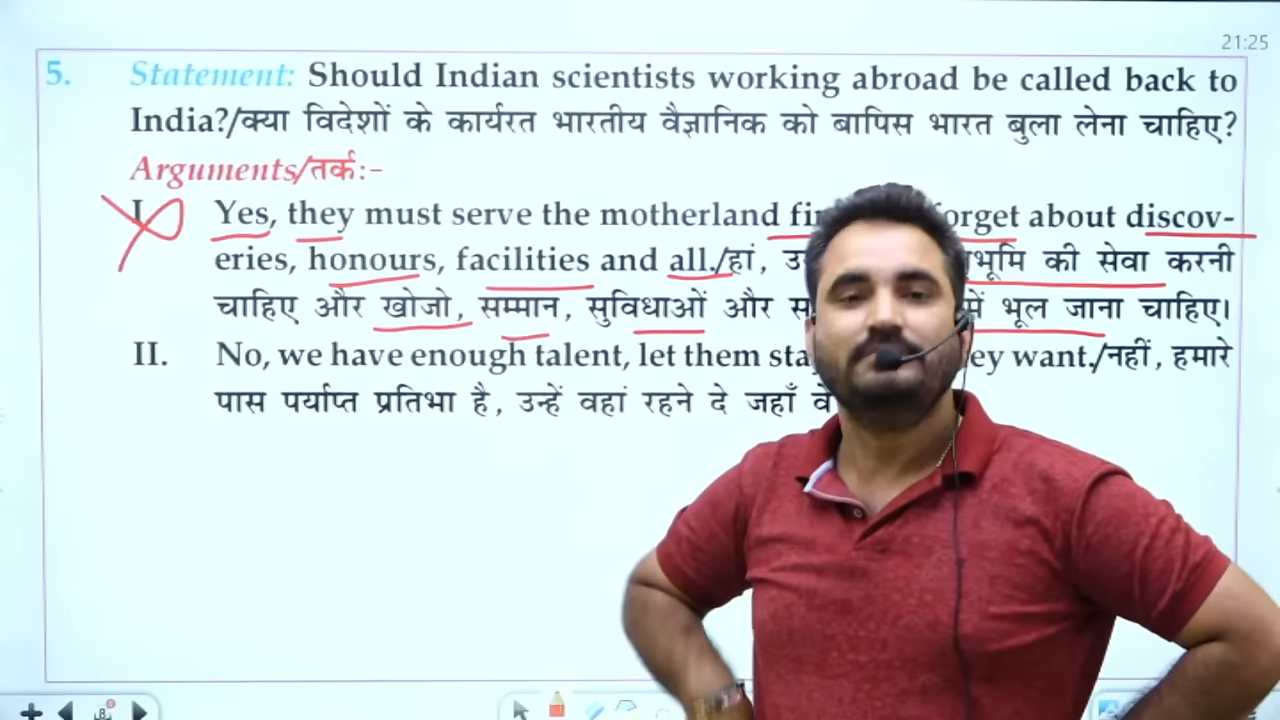 21:25
5. Statement: Should Indian scientists working abroad be called back to
India?/क्या विदेशों के कार्यरत भारतीय वैज्ञानिक को बापिस भारत बुला लेना चाहिए?
Arguments/तर्क:-
I. Yes, they must serve the motherland forget about discov-
eries, honours, facilities and all./हां, की सेवा करनी
चाहिए और खोजो, सम्मान, सुविधाओं और में भूल जाना चाहिए।
II. No, we have enough talent, let them want./नहीं, हमारे
पास पर्याप्त प्रतिभा है, उन्हें वहां रहने दे जहाँ वे
8